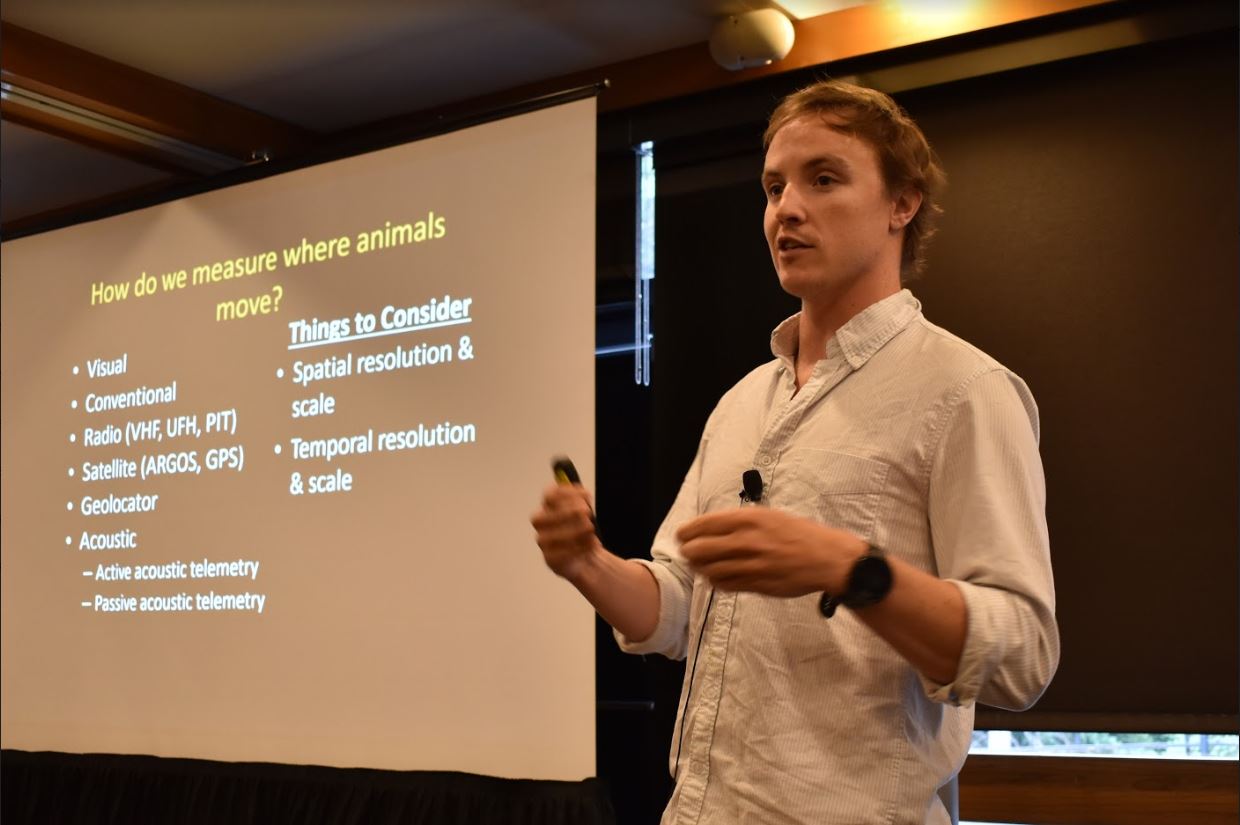 How do we measure where animals
move?
• Visual
• Conventional
• Radio (VHF, UFH, PIT)
• Satellite (ARGOS, GPS)
• Geolocator
• Acoustic
– Active acoustic telemetry
– Passive acoustic telemetry
Things to Consider
• Spatial resolution &
scale
• Temporal resolution
& scale